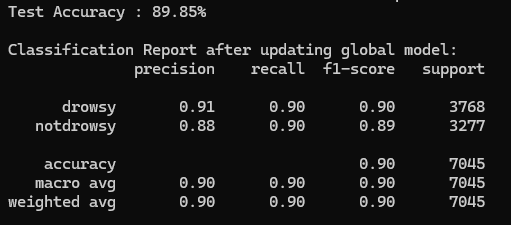 Test Accuracy : 89.85%
Classification Report after updating global model:
precision recall f1-score support
drowsy 0.91 0.90 0.90 3768
notdrowsy 0.88 0.90 0.89 3277
accuracy 0.90 7045
macro avg 0.90 0.90 0.90 7045
weighted avg 0.90 0.90 0.90 7045